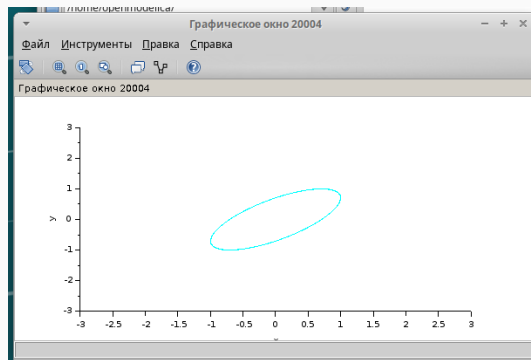 /home/openmodelica/
Графическое окно 20004
Файл Инструменты Правка Справка
Графическое окно 20004
3
2
1
y 0
-1
-2
-3
-3 -2.5 -2 -1.5 -1 -0.5 0 0.5 1 1.5 2 2.5 3